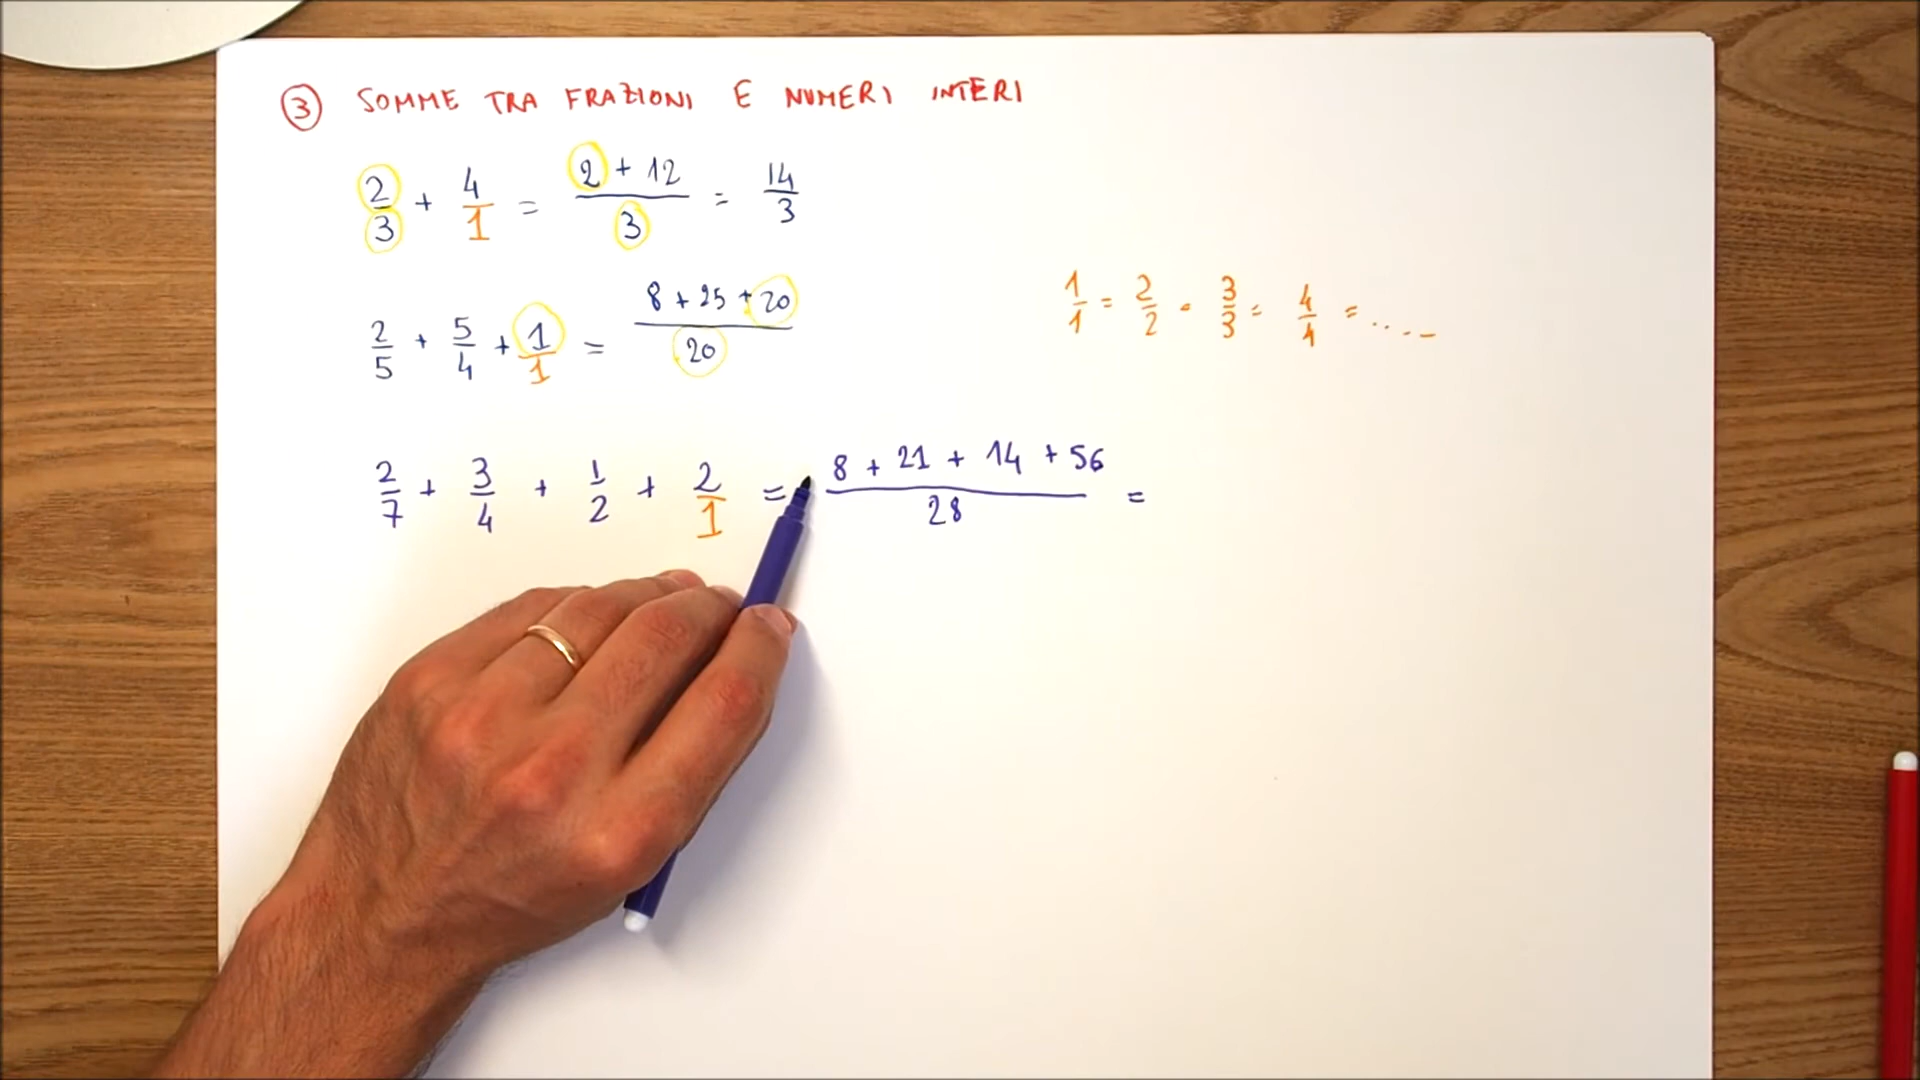 3 SOMME TRA FRAZIONI E NUMERI INTERI
2/3 + 4/1 = (2 + 12)/3 = 14/3
2/5 + 5/4 + 1/1 = (8 + 25 + 20)/20
1/1 = 2/2 = 3/3 = 4/4 = .....
2/7 + 3/4 + 1/2 + 2/1 = (8 + 21 + 14 + 56)/28 =